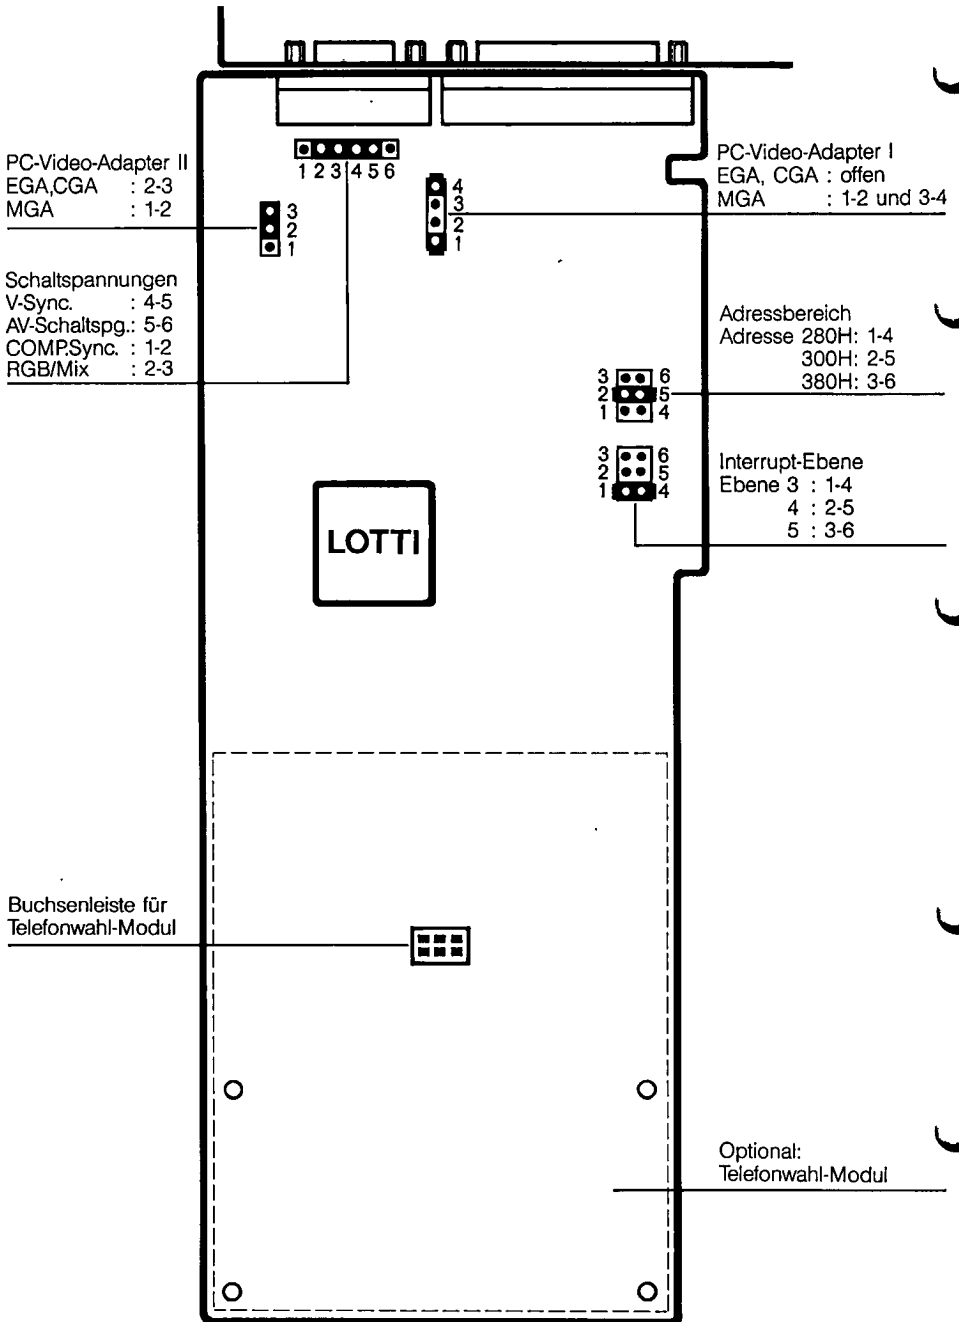 PC-Video-Adapter II
EGA,CGA : 2-3
MGA : 1-2
Schaltspannungen
V-Sync. : 4-5
AV-Schaltspg.: 5-6
COMP.Sync. : 1-2
RGB/Mix : 2-3
1 2 3 4 5 6
3
2
1
4
3
2
1
PC-Video-Adapter I
EGA, CGA : offen
MGA : 1-2 und 3-4
Adressbereich
Adresse 280H: 1-4
300H: 2-5
380H: 3-6
3 6
2 5
1 4
Interrupt-Ebene
Ebene 3 : 1-4
4 : 2-5
5 : 3-6
3 6
2 5
1 4
LOTTI
Buchsenleiste für
Telefonwahl-Modul
Optional:
Telefonwahl-Modul